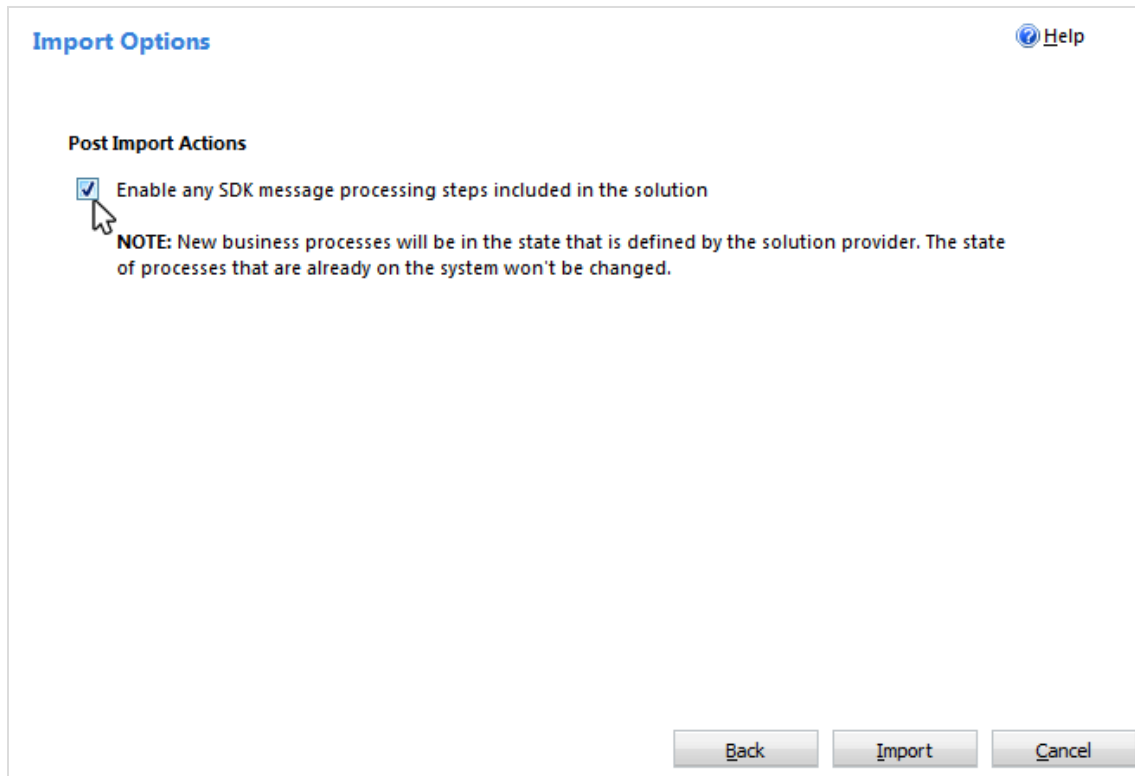 Import Options
Help
Post Import Actions
Enable any SDK message processing steps included in the solution
NOTE: New business processes will be in the state that is defined by the solution provider. The state
of processes that are already on the system won't be changed.
Back Import Cancel